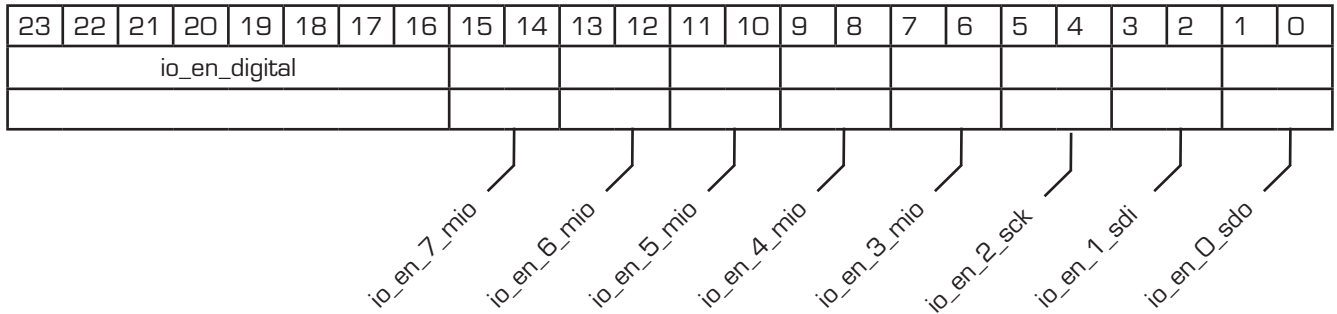 23 22 21 20 19 18 17 16 15 14 13 12 11 10 9 8 7 6 5 4 3 2 1 0
io_en_digital
io_en_7_mio
io_en_6_mio
io_en_5_mio
io_en_4_mio
io_en_3_mio
io_en_2_sck
io_en_1_sdi
io_en_0_sdo